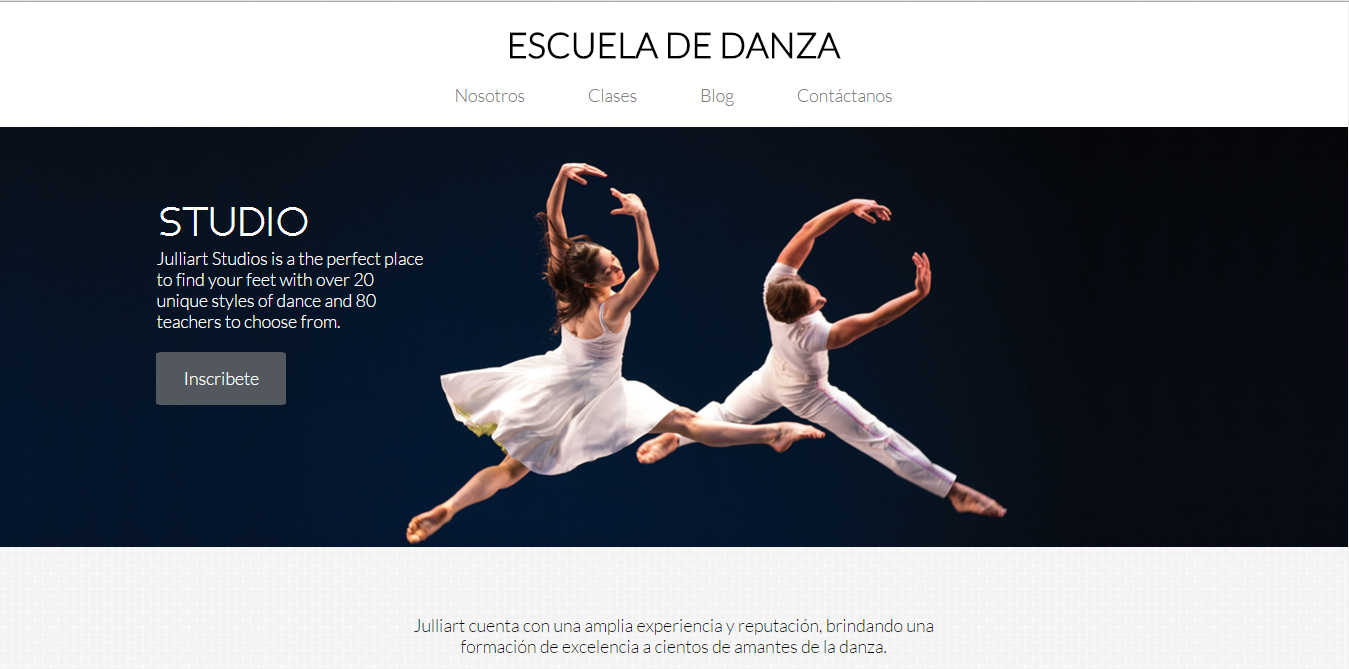 ESCUELA DE DANZA
Nosotros Clases Blog Contáctanos
STUDIO
Julliart Studios is a the perfect place
to find your feet with over 20
unique styles of dance and 80
teachers to choose from.
Inscribete
Julliart cuenta con una amplia experiencia y reputación, brindando una
formación de excelencia a cientos de amantes de la danza.